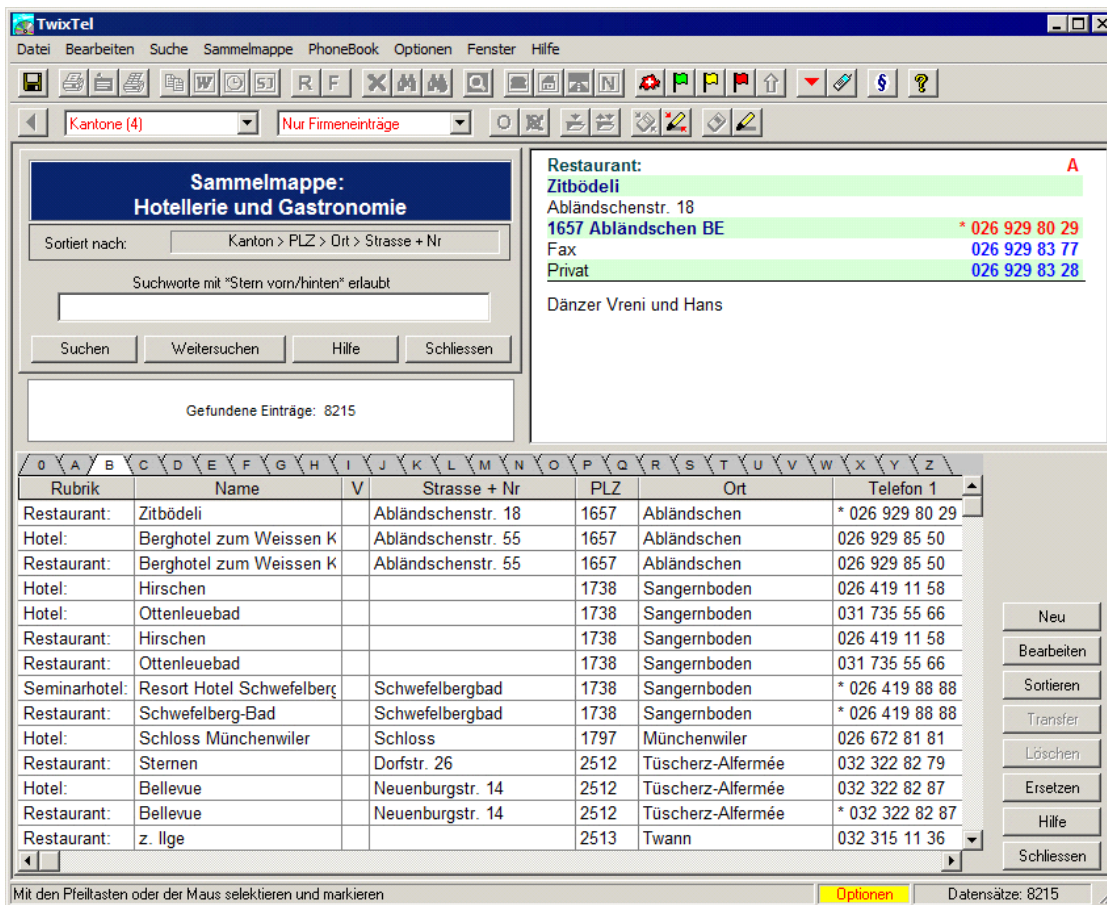 TwixTel
Datei Bearbeiten Suche Sammelmappe PhoneBook Optionen Fenster Hilfe
W SJ R F N § ?
Kantone (4) Nur Firmeneinträge O
Sammelmappe:
Hotellerie und Gastronomie
Sortiert nach: Kanton > PLZ > Ort > Strasse + Nr
Suchworte mit *Stern vorn/hinten* erlaubt
Suchen Weitersuchen Hilfe Schliessen
Gefundene Einträge: 8215
Restaurant: A
Zitbödeli
Abländschenstr. 18
1657 Abländschen BE * 026 929 80 29
Fax 026 929 83 77
Privat 026 929 83 28
Dänzer Vreni und Hans
0 A B C D E F G H I J K L M N O P Q R S T U V W X Y Z
Rubrik Name V Strasse + Nr PLZ Ort Telefon 1
Restaurant: Zitbödeli Abländschenstr. 18 1657 Abländschen * 026 929 80 29
Hotel: Berghotel zum Weissen K Abländschenstr. 55 1657 Abländschen 026 929 85 50
Restaurant: Berghotel zum Weissen K Abländschenstr. 55 1657 Abländschen 026 929 85 50
Hotel: Hirschen 1738 Sangernboden 026 419 11 58
Hotel: Ottenleuebad 1738 Sangernboden 031 735 55 66
Restaurant: Hirschen 1738 Sangernboden 026 419 11 58
Restaurant: Ottenleuebad 1738 Sangernboden 031 735 55 66
Seminarhotel: Resort Hotel Schwefelberg Schwefelbergbad 1738 Sangernboden * 026 419 88 88
Restaurant: Schwefelberg-Bad Schwefelbergbad 1738 Sangernboden * 026 419 88 88
Hotel: Schloss Münchenwiler Schloss 1797 Münchenwiler 026 672 81 81
Restaurant: Sternen Dorfstr. 26 2512 Tüscherz-Alfermée 032 322 82 79
Hotel: Bellevue Neuenburgstr. 14 2512 Tüscherz-Alfermée 032 322 82 87
Restaurant: Bellevue Neuenburgstr. 14 2512 Tüscherz-Alfermée * 032 322 82 87
Restaurant: z. Ilge 2513 Twann 032 315 11 36
Neu
Bearbeiten
Sortieren
Transfer
Löschen
Ersetzen
Hilfe
Schliessen
Mit den Pfeiltasten oder der Maus selektieren und markieren Optionen Datensätze: 8215